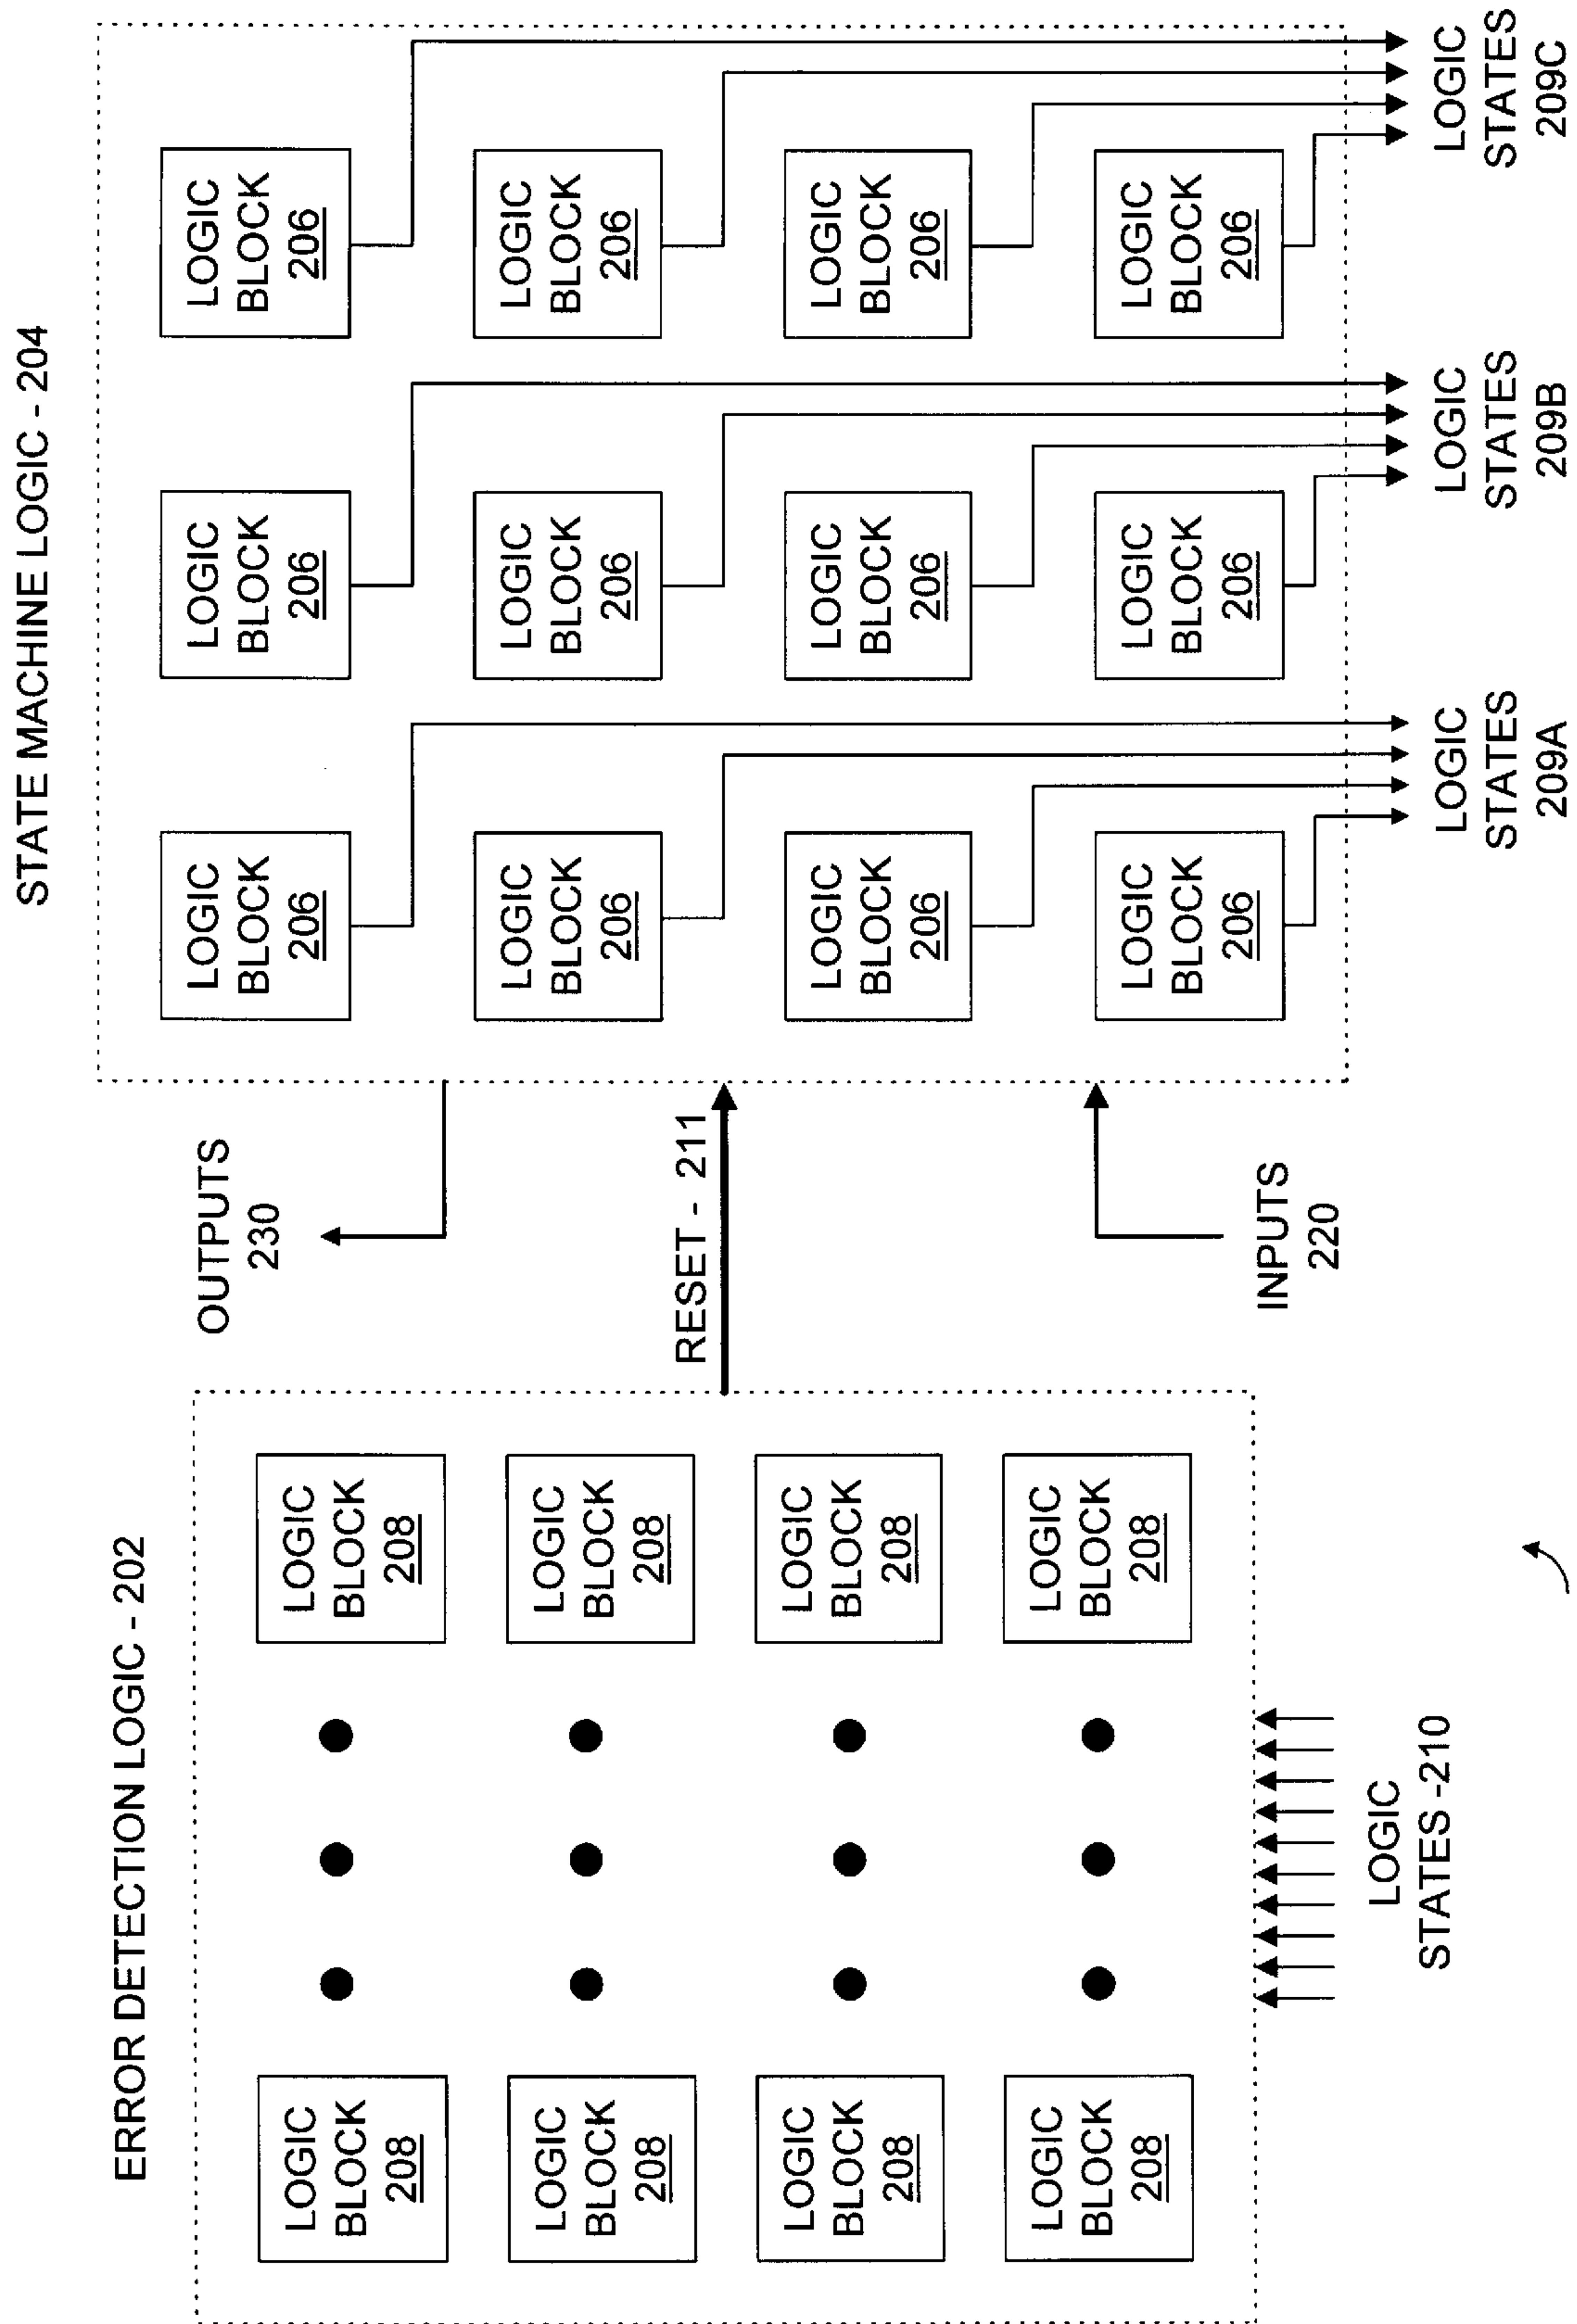 ERROR DETECTION LOGIC - 202
LOGIC
BLOCK
208
LOGIC
BLOCK
208
LOGIC
BLOCK
208
LOGIC
BLOCK
208
LOGIC
BLOCK
208
LOGIC
BLOCK
208
LOGIC
BLOCK
208
LOGIC
BLOCK
208
LOGIC
STATES -210
OUTPUTS
230
RESET - 211
INPUTS
220
STATE MACHINE LOGIC - 204
LOGIC
BLOCK
206
LOGIC
BLOCK
206
LOGIC
BLOCK
206
LOGIC
BLOCK
206
LOGIC
BLOCK
206
LOGIC
BLOCK
206
LOGIC
BLOCK
206
LOGIC
BLOCK
206
LOGIC
BLOCK
206
LOGIC
BLOCK
206
LOGIC
BLOCK
206
LOGIC
BLOCK
206
LOGIC
STATES
209A
LOGIC
STATES
209B
LOGIC
STATES
209C